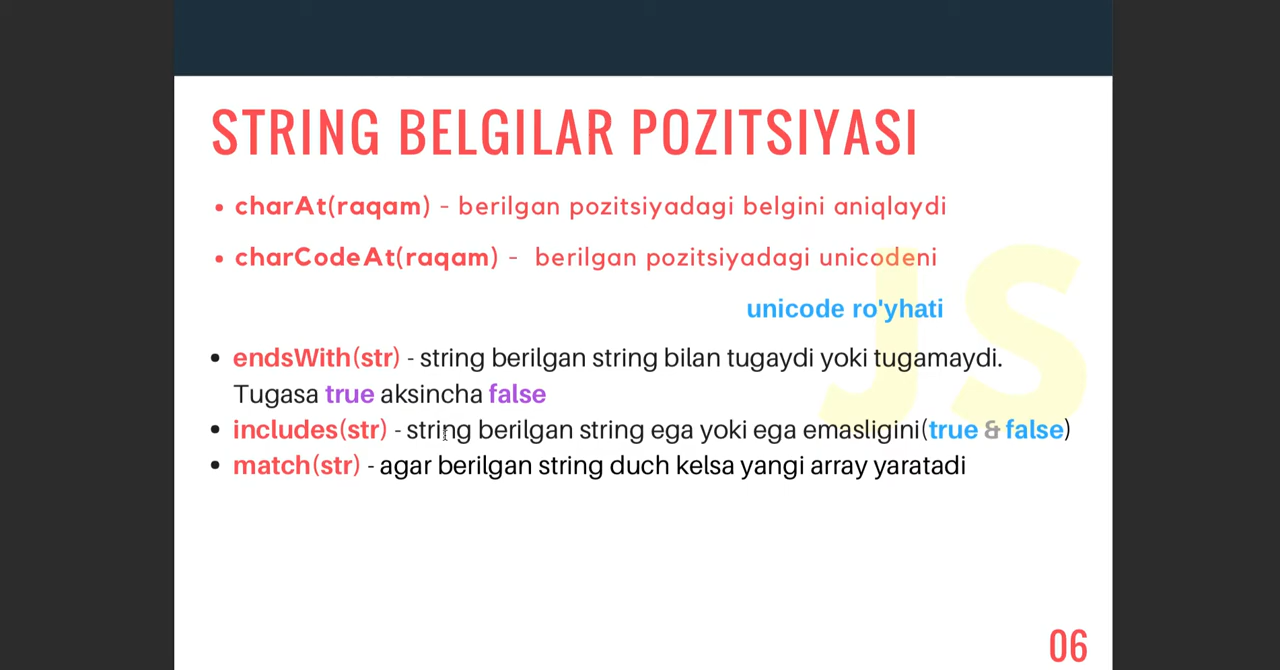 STRING BELGILAR POZITSIYASI
• charAt(raqam) - berilgan pozitsiyadagi belgini aniqlaydi
• charCodeAt(raqam) - berilgan pozitsiyadagi unicodeni
JS
unicode ro'yhati
• endsWith(str) - string berilgan string bilan tugaydi yoki tugamaydi.
Tugasa true aksincha false
• includes(str) - string berilgan string ega yoki ega emasligini(true & false)
• match(str) - agar berilgan string duch kelsa yangi array yaratadi
06